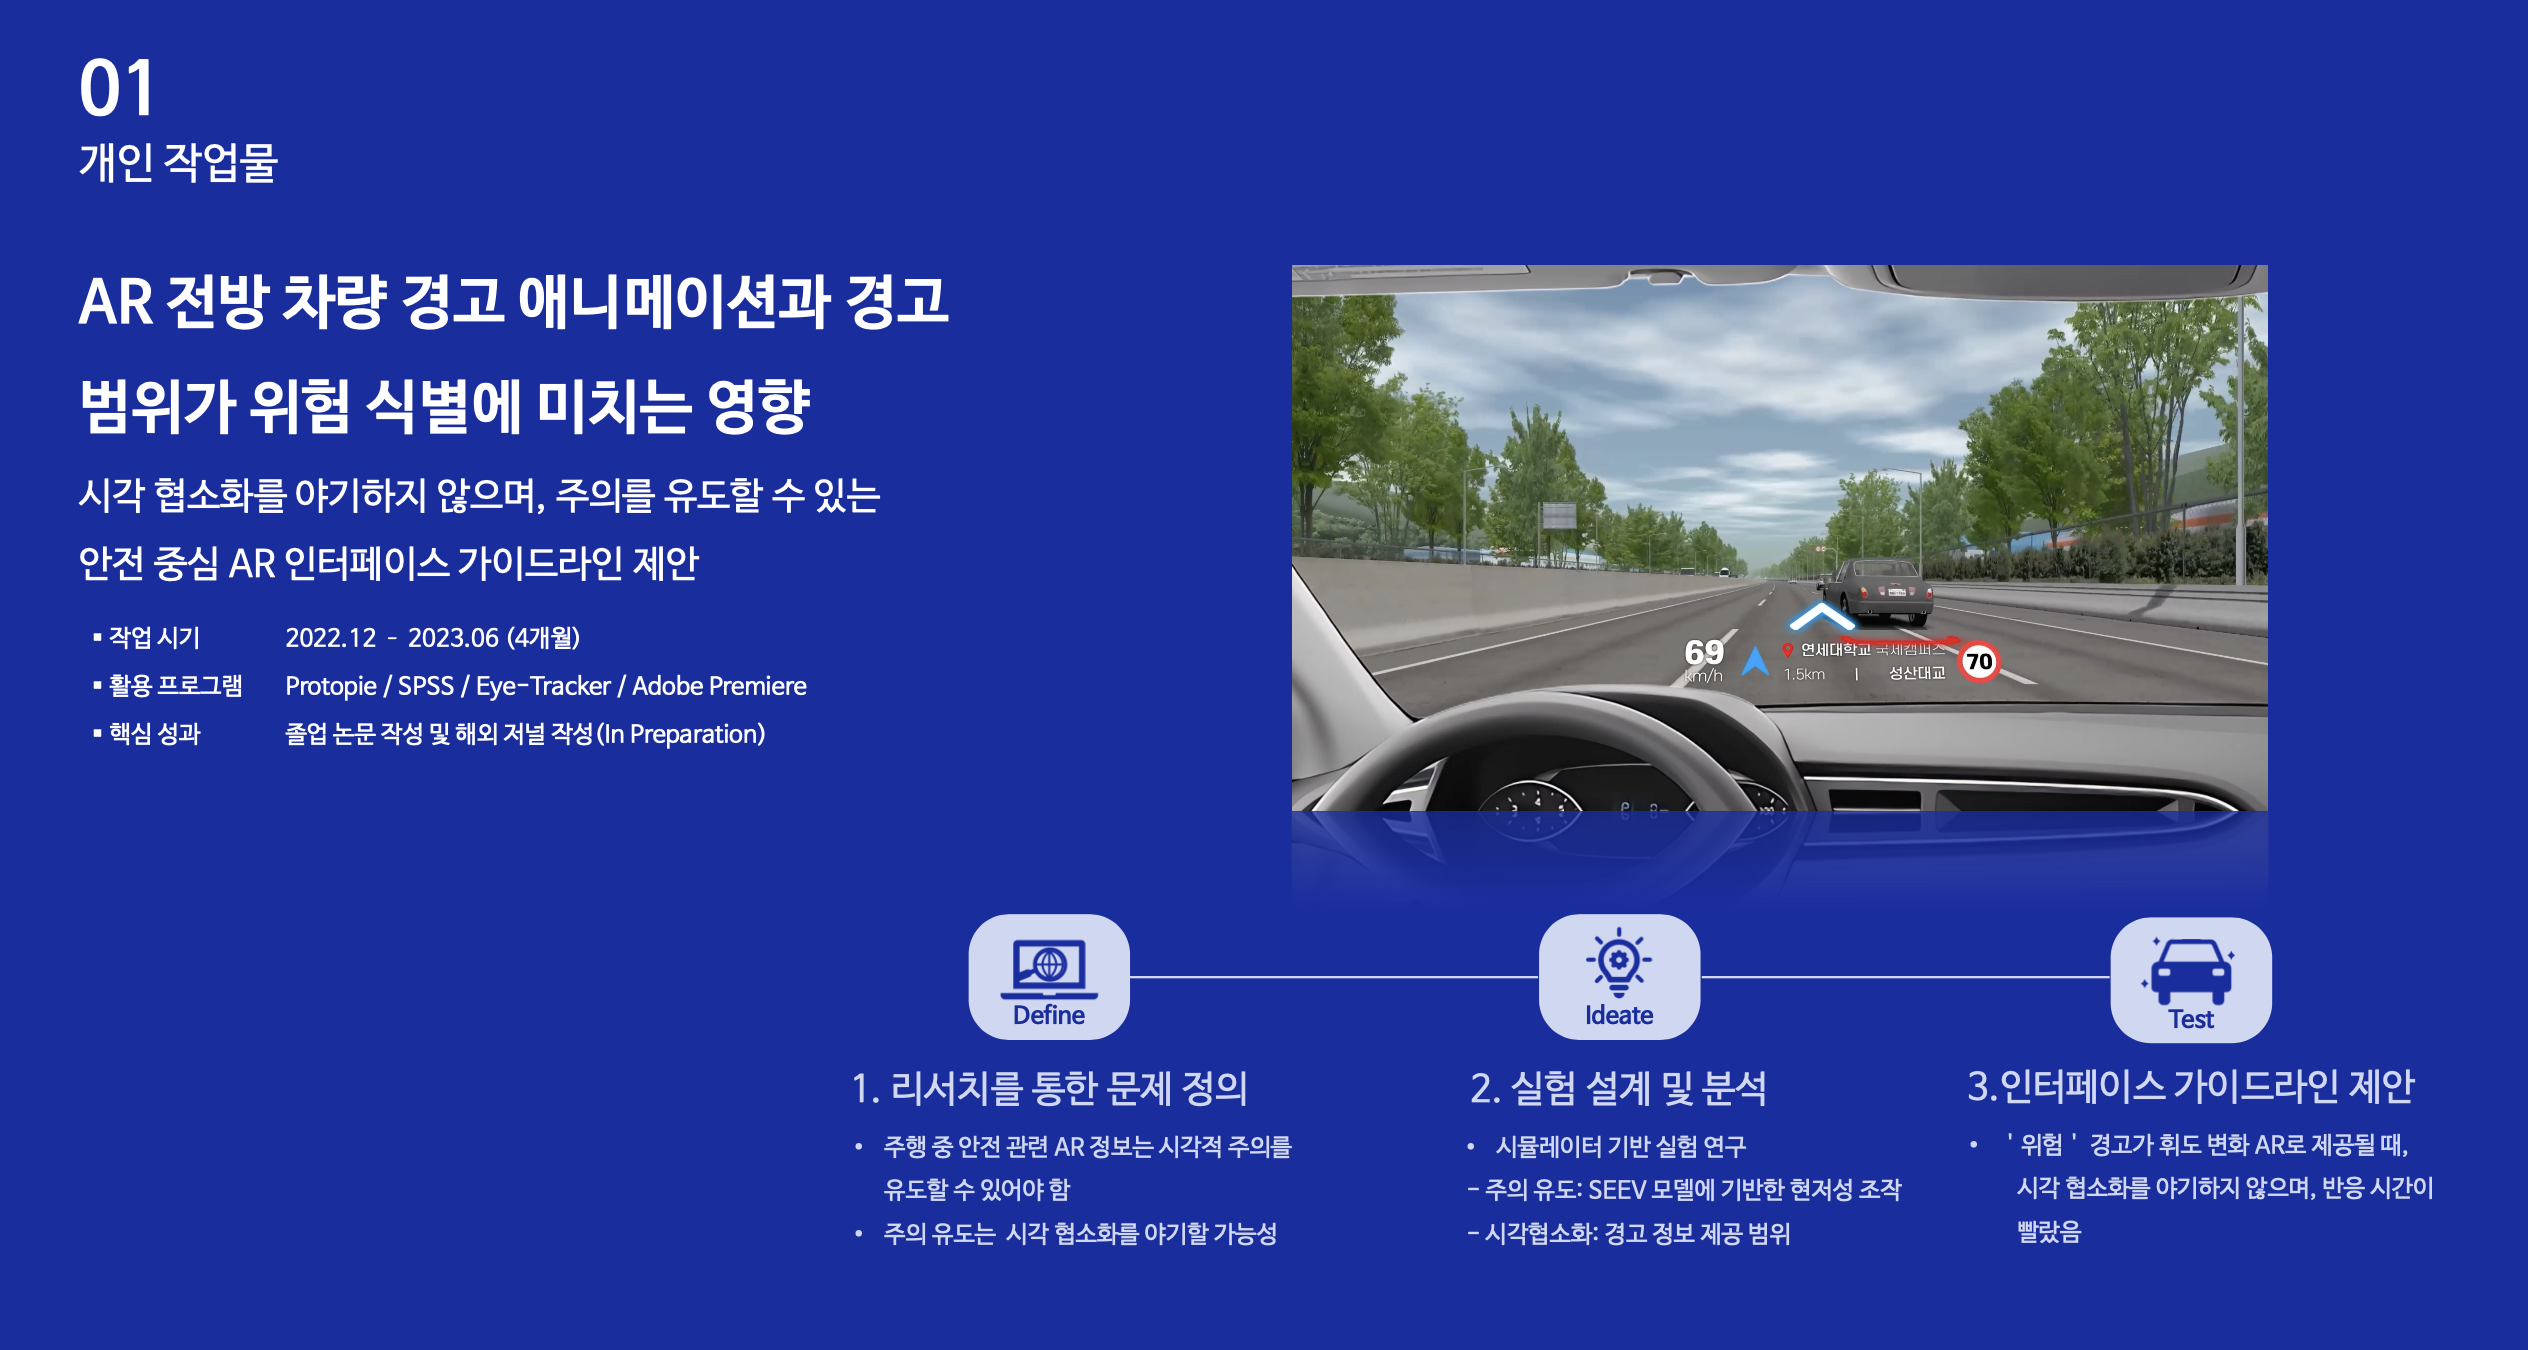 01
개인 작업물
AR 전방 차량 경고 애니메이션과 경고
범위가 위험 식별에 미치는 영향
시각 협소화를 야기하지 않으며, 주의를 유도할 수 있는
안전 중심 AR 인터페이스 가이드라인 제안
▪ 작업 시기 2022.12 - 2023.06 (4개월)
▪ 활용 프로그램 Protopie / SPSS / Eye-Tracker / Adobe Premiere
▪ 핵심 성과 졸업 논문 작성 및 해외 저널 작성(In Preparation)
69
km/h
연세대학교 국제캠퍼스
1.5km | 성산대교
70
Define
1. 리서치를 통한 문제 정의
• 주행 중 안전 관련 AR 정보는 시각적 주의를
유도할 수 있어야 함
• 주의 유도는 시각 협소화를 야기할 가능성
Ideate
2. 실험 설계 및 분석
• 시뮬레이터 기반 실험 연구
- 주의 유도: SEEV 모델에 기반한 현저성 조작
- 시각협소화: 경고 정보 제공 범위
Test
3.인터페이스 가이드라인 제안
• ' 위험 ' 경고가 휘도 변화 AR로 제공될 때,
시각 협소화를 야기하지 않으며, 반응 시간이
빨랐음